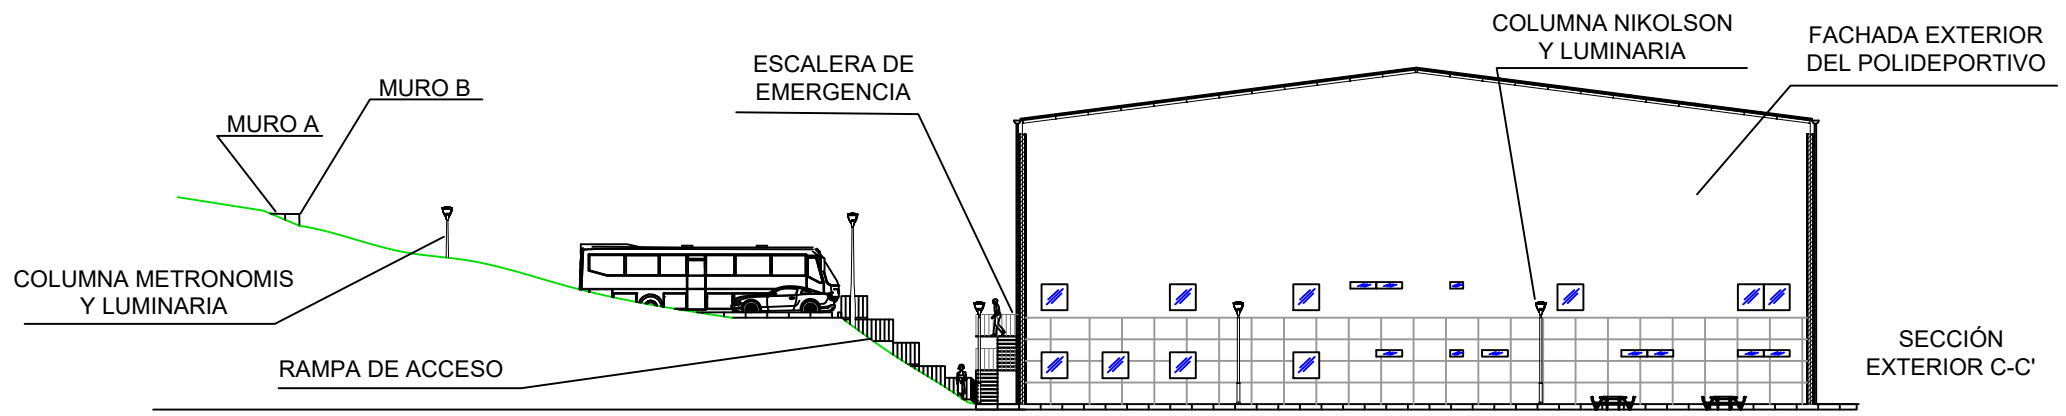 MURO A
MURO B
ESCALERA DE
EMERGENCIA
COLUMNA NIKOLSON
Y LUMINARIA
FACHADA EXTERIOR
DEL POLIDEPORTIVO
COLUMNA METRONOMIS
Y LUMINARIA
RAMPA DE ACCESO
SECCIÓN
EXTERIOR C-C'